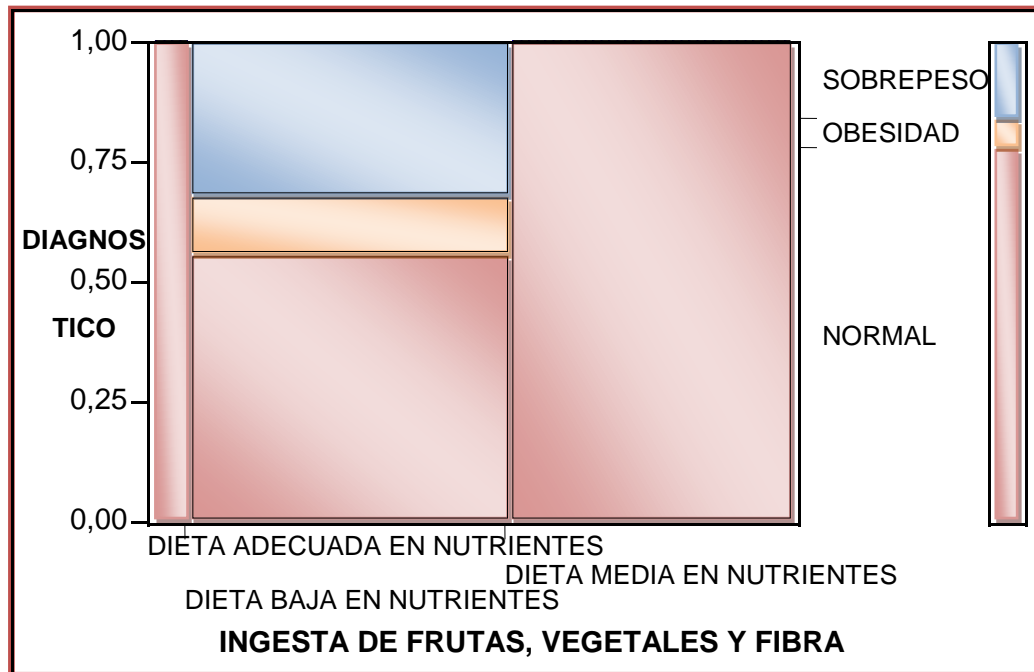 1,00
0,75
0,50
0,25
0,00
DIAGNOS
TICO
SOBREPESO
OBESIDAD
NORMAL
DIETA ADECUADA EN NUTRIENTES
DIETA MEDIA EN NUTRIENTES
DIETA BAJA EN NUTRIENTES
INGESTA DE FRUTAS, VEGETALES Y FIBRA